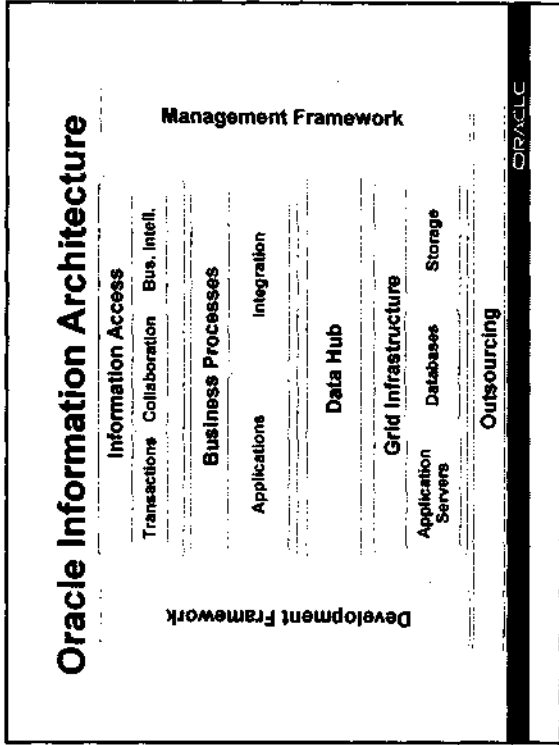 Oracle Information Architecture
Information Access
Transactions Collaboration Bus. Intell.
Business Processes
Applications Integration
Data Hub
Grid Infrastructure
Application Servers
Databases
Storage
Outsourcing
Development Framework
Management Framework
ORACLE